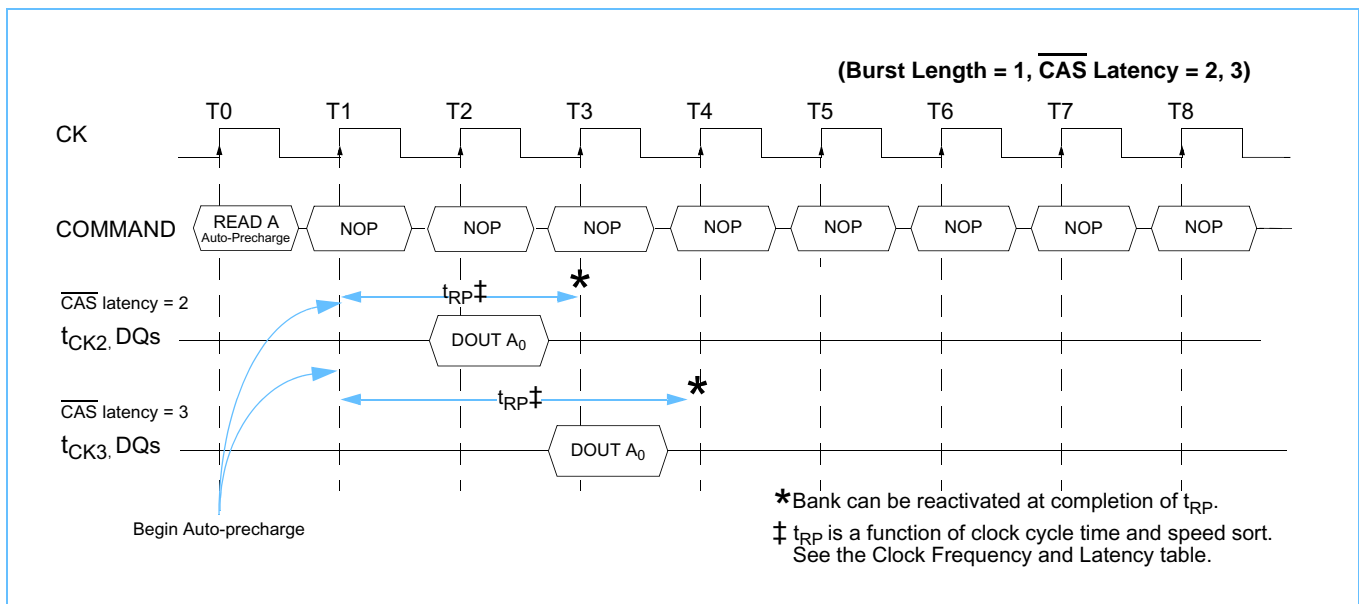 (Burst Length = 1, CAS Latency = 2, 3)
T0 T1 T2 T3 T4 T5 T6 T7 T8
CK
COMMAND
READ A
Auto-Precharge
NOP NOP NOP NOP NOP NOP NOP NOP
CAS latency = 2
tRP‡
*
tCK2, DQs
DOUT A0
CAS latency = 3
tRP‡
*
tCK3, DQs
DOUT A0
Begin Auto-precharge
*Bank can be reactivated at completion of tRP.
‡ tRP is a function of clock cycle time and speed sort.
See the Clock Frequency and Latency table.